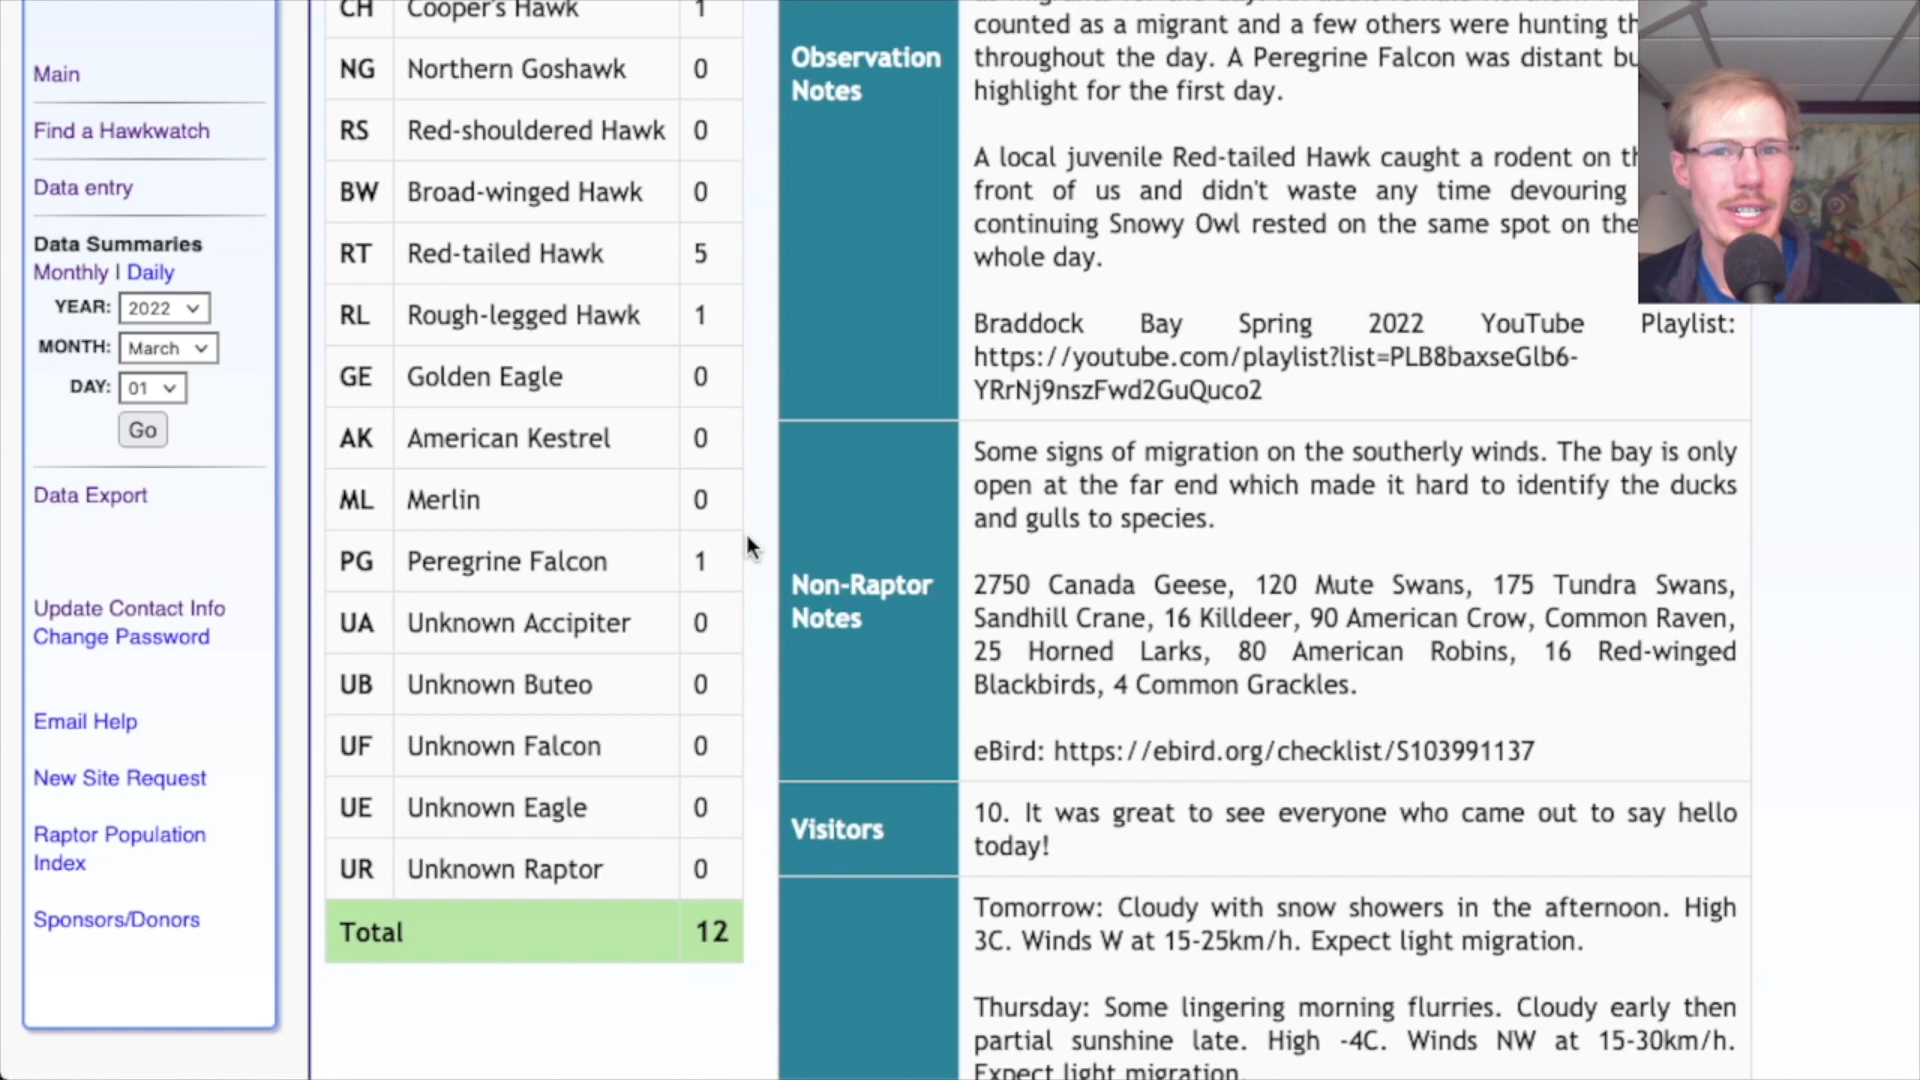 Main
Find a Hawkwatch
Data entry
Data Summaries
Monthly | Daily
YEAR: 2022
MONTH: March
DAY: 01
Go
Data Export
Update Contact Info
Change Password
Email Help
New Site Request
Raptor Population
Index
Sponsors/Donors
CH Cooper's Hawk 1
NG Northern Goshawk 0
RS Red-shouldered Hawk 0
BW Broad-winged Hawk 0
RT Red-tailed Hawk 5
RL Rough-legged Hawk 1
GE Golden Eagle 0
AK American Kestrel 0
ML Merlin 0
PG Peregrine Falcon 1
UA Unknown Accipiter 0
UB Unknown Buteo 0
UF Unknown Falcon 0
UE Unknown Eagle 0
UR Unknown Raptor 0
Total 12
Observation
Notes
counted as a migrant and a few others were hunting
throughout the day. A Peregrine Falcon was distant
highlight for the first day.
A local juvenile Red-tailed Hawk caught a rodent on
front of us and didn't waste any time devouring
continuing Snowy Owl rested on the same spot on the
whole day.
Braddock Bay Spring 2022 YouTube Playlist:
https://youtube.com/playlist?list=PLB8baxseGlb6-
YRrNj9nszFwd2GuQuco2
Non-Raptor
Notes
Some signs of migration on the southerly winds. The bay is only
open at the far end which made it hard to identify the ducks
and gulls to species.
2750 Canada Geese, 120 Mute Swans, 175 Tundra Swans,
Sandhill Crane, 16 Killdeer, 90 American Crow, Common Raven,
25 Horned Larks, 80 American Robins, 16 Red-winged
Blackbirds, 4 Common Grackles.
eBird: https://ebird.org/checklist/S103991137
Visitors
10. It was great to see everyone who came out to say hello
today!
Tomorrow: Cloudy with snow showers in the afternoon. High
3C. Winds W at 15-25km/h. Expect light migration.
Thursday: Some lingering morning flurries. Cloudy early then
partial sunshine late. High -4C. Winds NW at 15-30km/h.
Expect light migration.